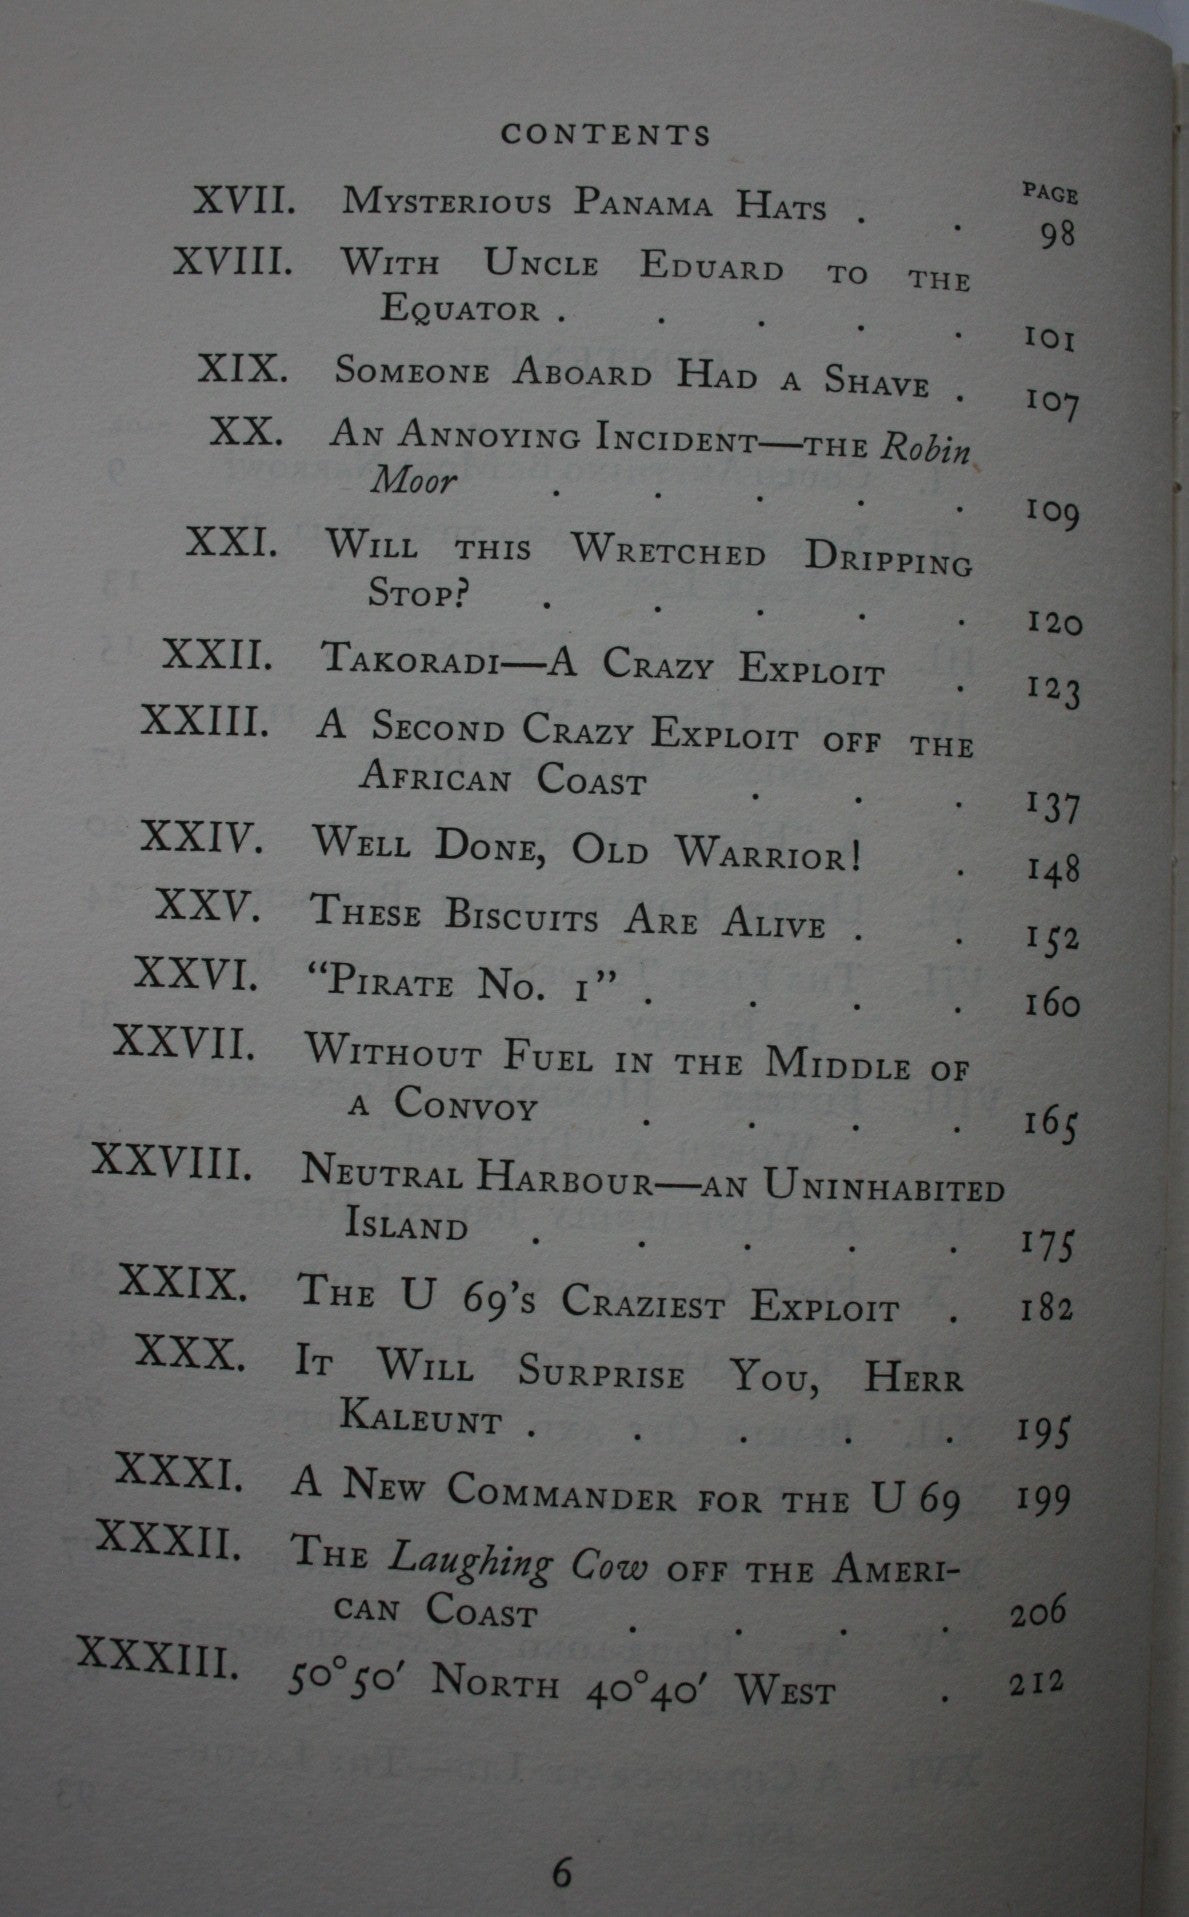 CONTENTS
PAGE
XVII. MYSTERIOUS PANAMA HATS . . 98
XVIII. WITH UNCLE EDUARD TO THE
EQUATOR . . . . . 101
XIX. SOMEONE ABOARD HAD A SHAVE . 107
XX. AN ANNOYING INCIDENT—THE Robin
Moor . . . . . 109
XXI. WILL THIS WRETCHED DRIPPING
STOP? . . . . . 120
XXII. TAKORADI—A CRAZY EXPLOIT . 123
XXIII. A SECOND CRAZY EXPLOIT OFF THE
AFRICAN COAST . . . 137
XXIV. WELL DONE, OLD WARRIOR! . 148
XXV. THESE BISCUITS ARE ALIVE . . 152
XXVI. “PIRATE NO. 1” . . . . 160
XXVII. WITHOUT FUEL IN THE MIDDLE OF
A CONVOY . . . . 165
XXVIII. NEUTRAL HARBOUR—AN UNINHABITED
ISLAND . . . . . 175
XXIX. THE U 69’S CRAZIEST EXPLOIT . 182
XXX. IT WILL SURPRISE YOU, HERR
KALEUNT . . . . . 195
XXXI. A NEW COMMANDER FOR THE U 69 199
XXXII. THE Laughing Cow OFF THE AMERI-
CAN COAST . . . . 206
XXXIII. 50°50′ NORTH 40°40′ WEST . 212
6